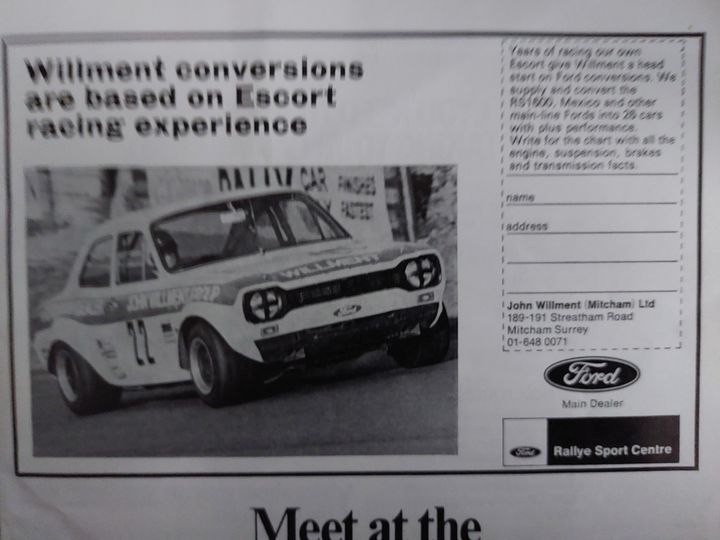 Willment conversions
are based on Escort
racing experience
Years of racing our own
Escort give Willment a head
start on Ford conversions. We
supply and convert the
RS1600, Mexico and other
main-line Fords into 28 cars
with plus performance.
Write for the chart with all the
engine, suspension, brakes
and transmission facts.
name
address
John Willment (Mitcham) Ltd
189-191 Streatham Road
Mitcham Surrey
01-648 0071
Ford
Main Dealer
Ford Rallye Sport Centre
RALLY CAR
WILLMENT
JOHN WILLMENT
Ford
22
Meet at the